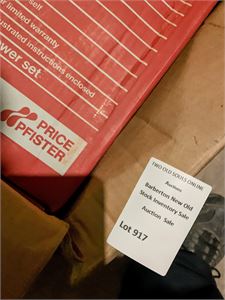 ur limited warranty
ustrated instructions enclosed
wer set
PRICE
PFISTER
TWO OLD SOULS ONLINE
Auctions
Barberton New Old
Stock Inventory Sale
Auction Sale
Lot 917